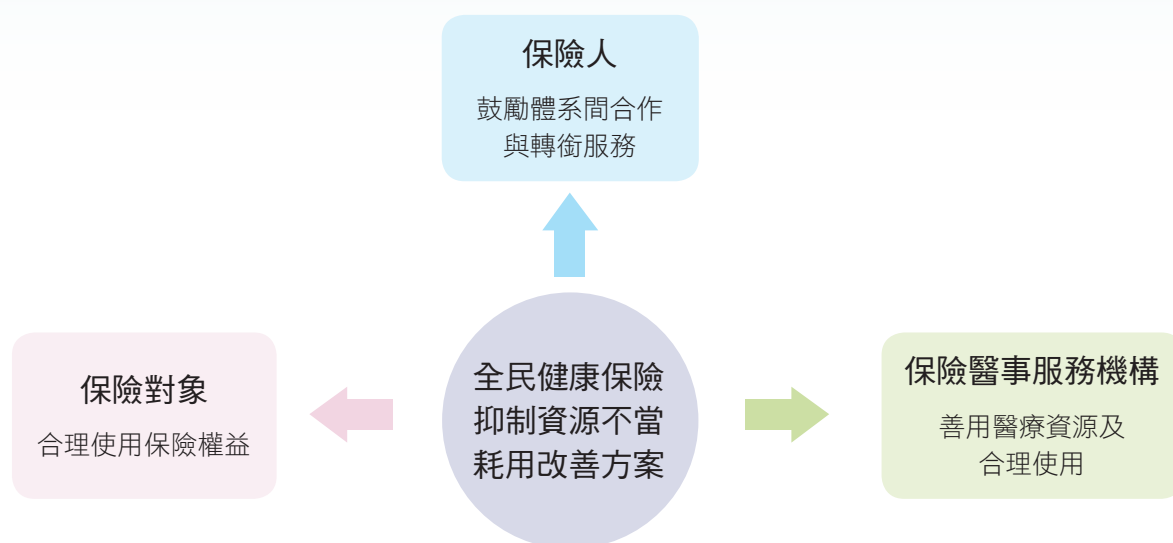 保險人
鼓勵體系間合作
與轉銜服務
保險對象
合理使用保險權益
全民健康保險
抑制資源不當
耗用改善方案
保險醫事服務機構
善用醫療資源及
合理使用